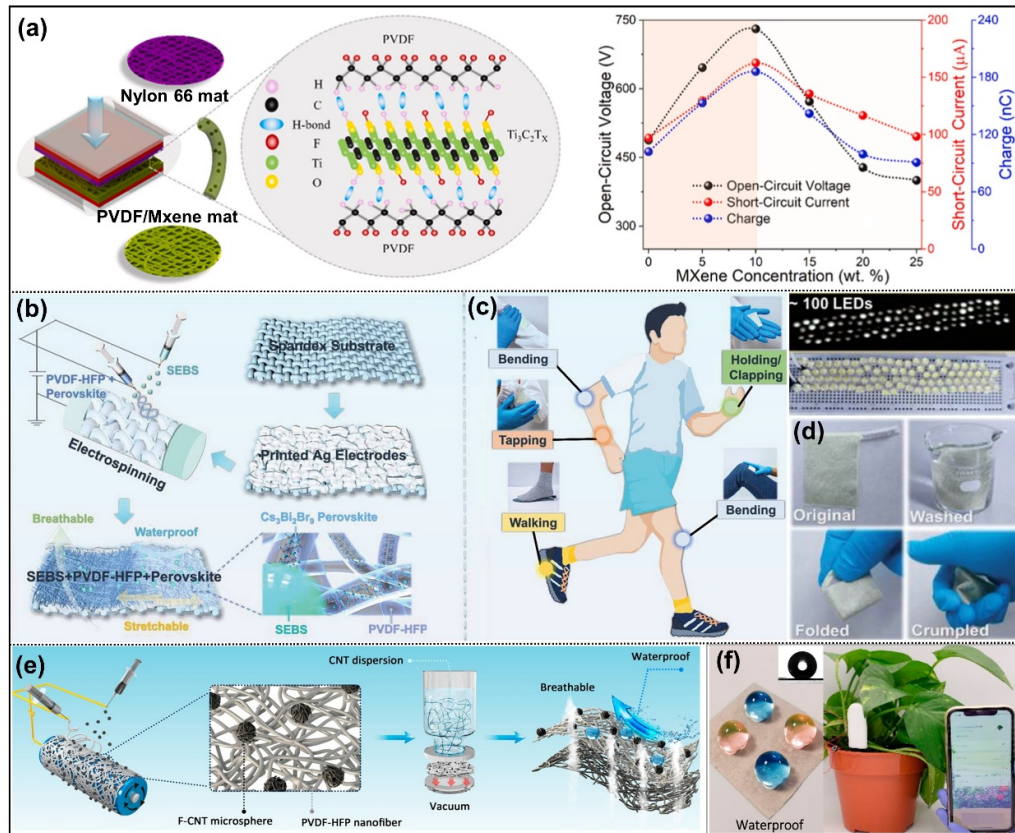 (a)
Nylon 66 mat
PVDF/Mxene mat
PVDF
H
C
H-bond
F
Ti
O
Ti₃C₂Tₓ
PVDF
Open-Circuit Voltage (V)
750
600
450
300
0
5
10
15
20
25
MXene Concentration (wt. %)
Open-Circuit Voltage
Short-Circuit Current
Charge
200
150
100
50
0
Short-Circuit Current (μA)
240
180
120
60
0
Charge (nC)
(b)
SEBS
PVDF-HFP +
Perovskite
Electrospinning
Spandex Substrate
Printed Ag Electrodes
Breathable
Waterproof
SEBS+PVDF-HFP+Perovskite
Stretchable
Cs₃Bi₂Br₉ Perovskite
SEBS
PVDF-HFP
(c)
Bending
Tapping
Walking
Holding/
Clapping
Bending
~ 100 LEDs
(d)
Original
Washed
Folded
Crumpled
(e)
F-CNT microsphere
PVDF-HFP nanofiber
CNT dispersion
Vacuum
Breathable
Waterproof
(f)
Waterproof